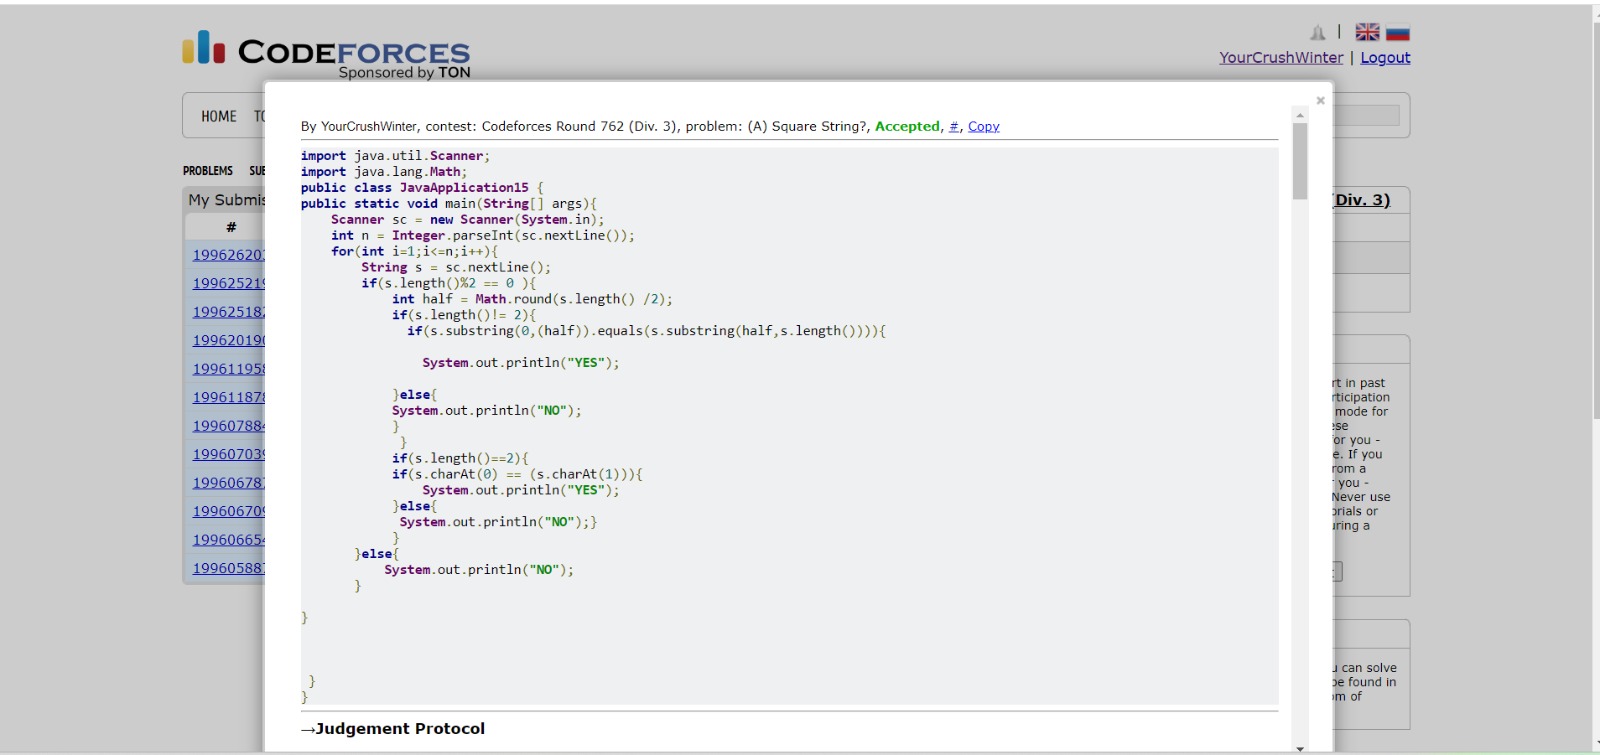 CODEFORCES
Sponsored by TON
|
YourCrushWinter | Logout
HOME
PROBLEMS
My Submis
#
19962620
19962521
19962518
19962019
19961195
19961187
19960788
19960703
19960678
19960670
19960665
19960588
By YourCrushWinter, contest: Codeforces Round 762 (Div. 3), problem: (A) Square String?, Accepted, #, Copy
import java.util.Scanner;
import java.lang.Math;
public class JavaApplication15 {
public static void main(String[] args){
Scanner sc = new Scanner(System.in);
int n = Integer.parseInt(sc.nextLine());
for(int i=1;i<=n;i++){
String s = sc.nextLine();
if(s.length()%2 == 0 ){
int half = Math.round(s.length() /2);
if(s.length()!= 2){
if(s.substring(0,(half)).equals(s.substring(half,s.length()))){
System.out.println("YES");
}else{
System.out.println("NO");
}
}
if(s.length()==2){
if(s.charAt(0) == (s.charAt(1))){
System.out.println("YES");
}else{
System.out.println("NO");}
}
}else{
System.out.println("NO");
}
}
}
}
→Judgement Protocol
(Div. 3)
rt in past
rticipation
mode for
ese
for you -
e. If you
rom a
you -
Never use
orials or
uring a
u can solve
be found in
om of